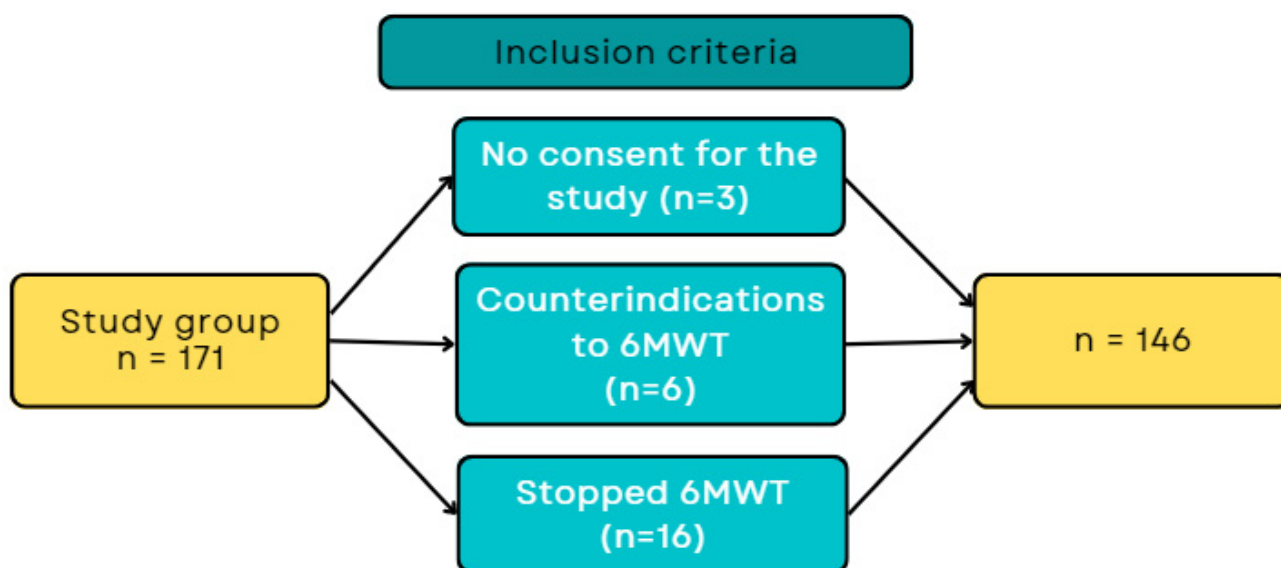 Inclusion criteria
No consent for the
study (n=3)
Study group
n = 171
Counterindications
to 6MWT
(n=6)
n = 146
Stopped 6MWT
(n=16)